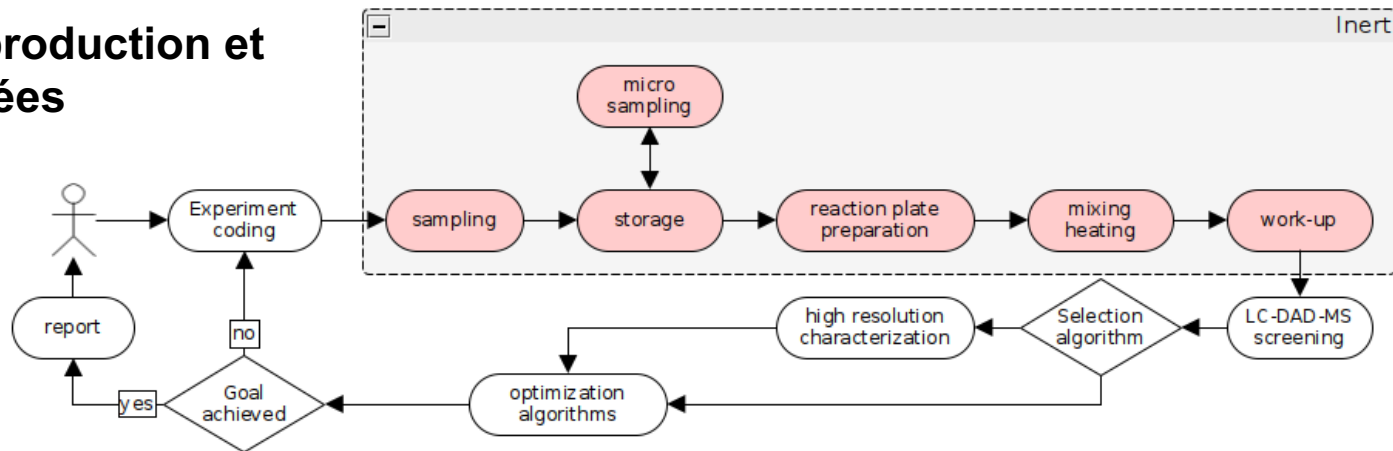 production et
ées
Inert
micro
sampling
Experiment
coding
sampling
storage
reaction plate
preparation
mixing
heating
work-up
report
no
high resolution
characterization
Selection
algorithm
LC-DAD-MS
screening
yes
Goal
achieved
optimization
algorithms